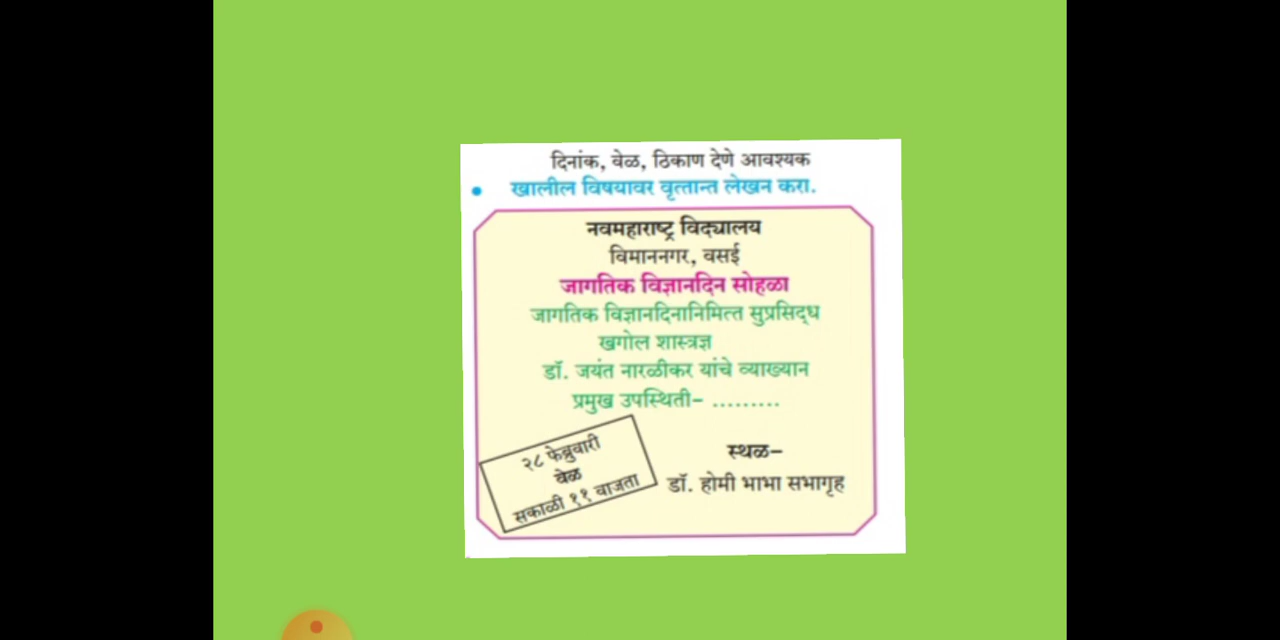 दिनांक, वेळ, ठिकाण देणे आवश्यक
• खालील विषयावर वृत्तान्त लेखन करा.
नवमहाराष्ट्र विद्यालय
विमाननगर, वसई
जागतिक विज्ञानदिन सोहळा
जागतिक विज्ञानदिनानिमित्त सुप्रसिद्ध
खगोल शास्त्रज्ञ
डॉ. जयंत नारळीकर यांचे व्याख्यान
प्रमुख उपस्थिती– .........
२८ फेब्रुवारी
वेळ
सकाळी ११ वाजता
स्थळ–
डॉ. होमी भाभा सभागृह